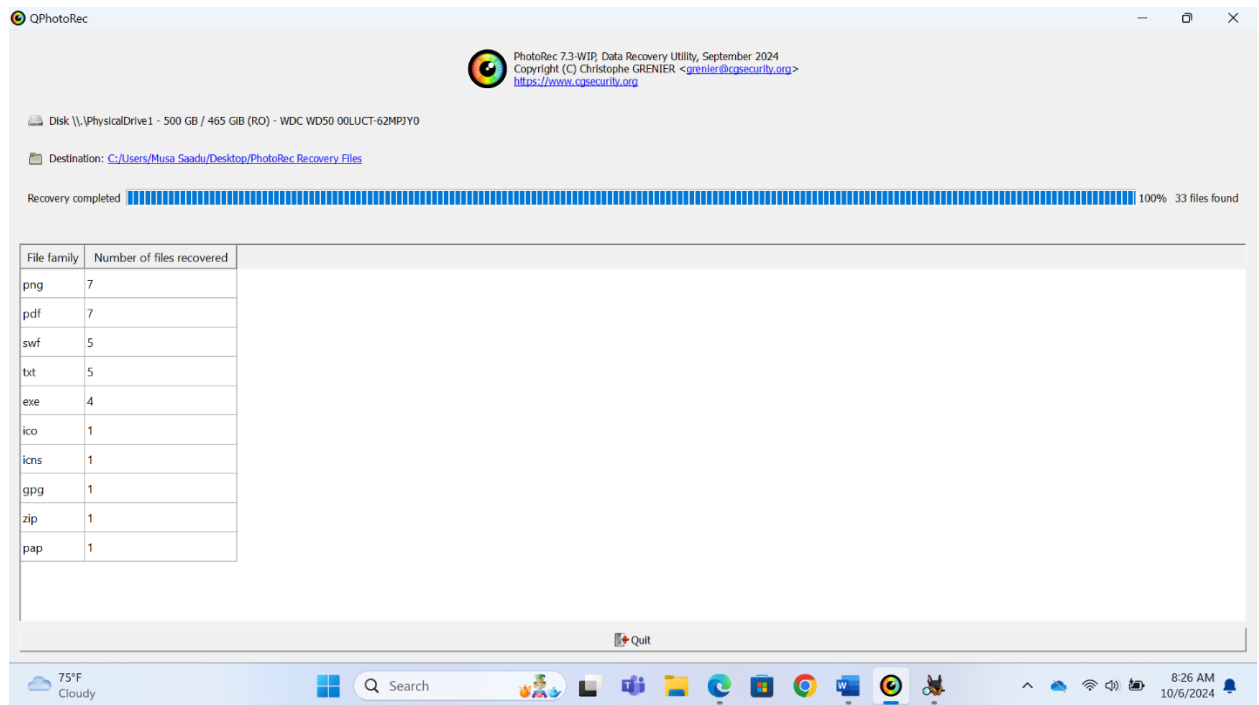 QPhotoRec
PhotoRec 7.3-WIP, Data Recovery Utility, September 2024
Copyright (C) Christophe GRENIER <grenier@cgsecurity.org>
https://www.cgsecurity.org
Disk \\.\PhysicalDrive1 - 500 GB / 465 GiB (RO) - WDC WD50 00LUCT-62MPJY0
Destination: C:/Users/Musa Saadu/Desktop/PhotoRec Recovery Files
Recovery completed 100% 33 files found
File family Number of files recovered
png 7
pdf 7
swf 5
txt 5
exe 4
ico 1
icns 1
gpg 1
zip 1
pap 1
Quit
75°F
Cloudy
Search
8:26 AM
10/6/2024